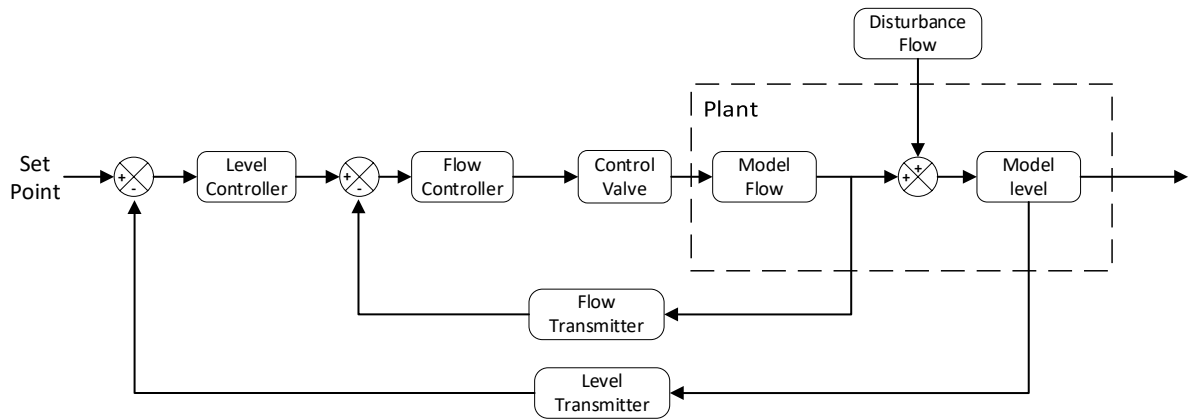 Disturbance
Flow
Plant
Set
Point
+
-
Level
Controller
+
-
Flow
Controller
Control
Valve
Model
Flow
+
+
Model
level
Flow
Transmitter
Level
Transmitter